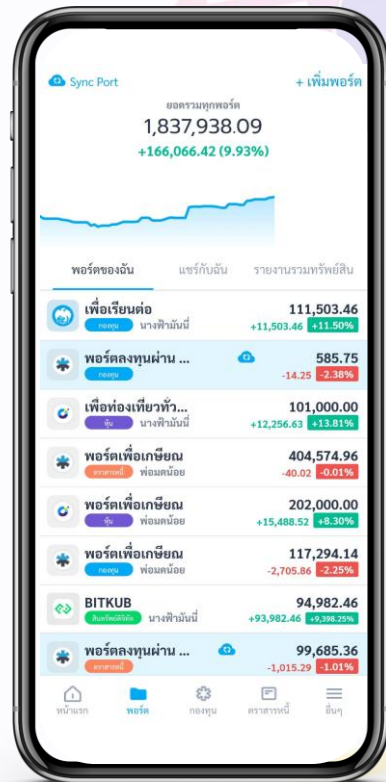 Sync Port + เพิ่มพอร์ต
ยอดรวมทุกพอร์ต
1,837,938.09
+166,066.42 (9.93%)
พอร์ตของฉัน แชร์กับฉัน รายงานรวมทรัพย์สิน
เพื่อเรียนต่อ 111,503.46
กองทุน นางฟ้ามันนี่ +11,503.46 +11.50%
พอร์ตลงทุนผ่าน ... 585.75
กองทุน -14.25 -2.38%
เพื่อท่องเที่ยวทั่ว... 101,000.00
หุ้น นางฟ้ามันนี่ +12,256.63 +13.81%
พอร์ตเพื่อเกษียณ 404,574.96
ตราสารหนี้ พ่อมดน้อย -40.02 -0.01%
พอร์ตเพื่อเกษียณ 202,000.00
หุ้น พ่อมดน้อย +15,488.52 +8.30%
พอร์ตเพื่อเกษียณ 117,294.14
กองทุน พ่อมดน้อย -2,705.86 -2.25%
BITKUB 94,982.46
สินทรัพย์ดิจิทัล นางฟ้ามันนี่ +93,982.46 +9,398.25%
พอร์ตลงทุนผ่าน ... 99,685.36
ตราสารหนี้ -1,015.29 -1.01%
หน้าแรก พอร์ต กองทุน ตราสารหนี้ อื่นๆ